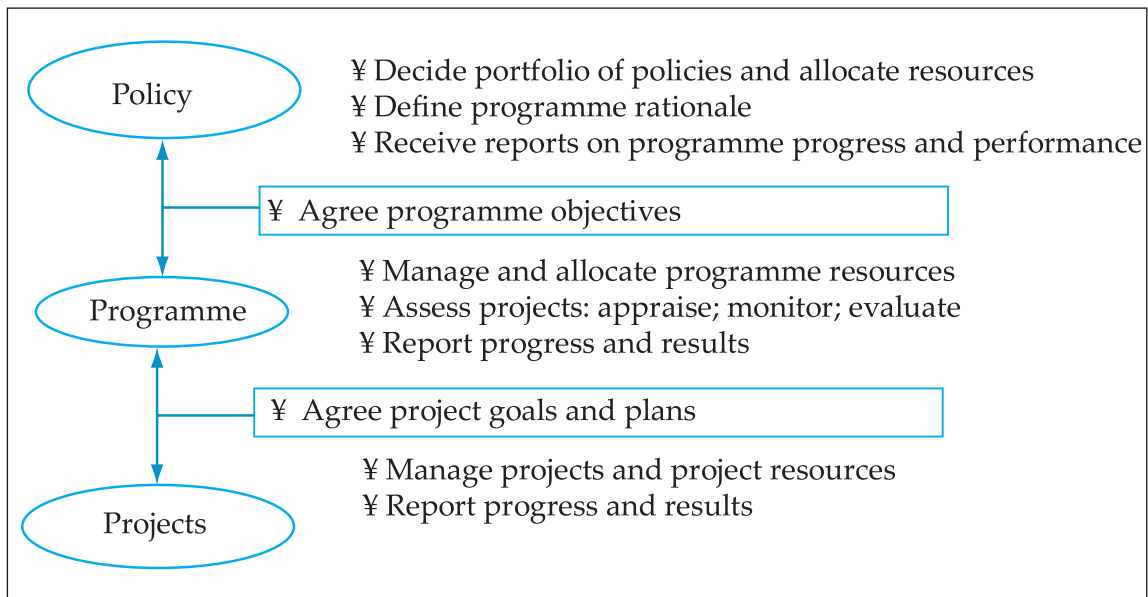 Policy
¥ Decide portfolio of policies and allocate resources
¥ Define programme rationale
¥ Receive reports on programme progress and performance
¥ Agree programme objectives
Programme
¥ Manage and allocate programme resources
¥ Assess projects: appraise; monitor; evaluate
¥ Report progress and results
¥ Agree project goals and plans
Projects
¥ Manage projects and project resources
¥ Report progress and results